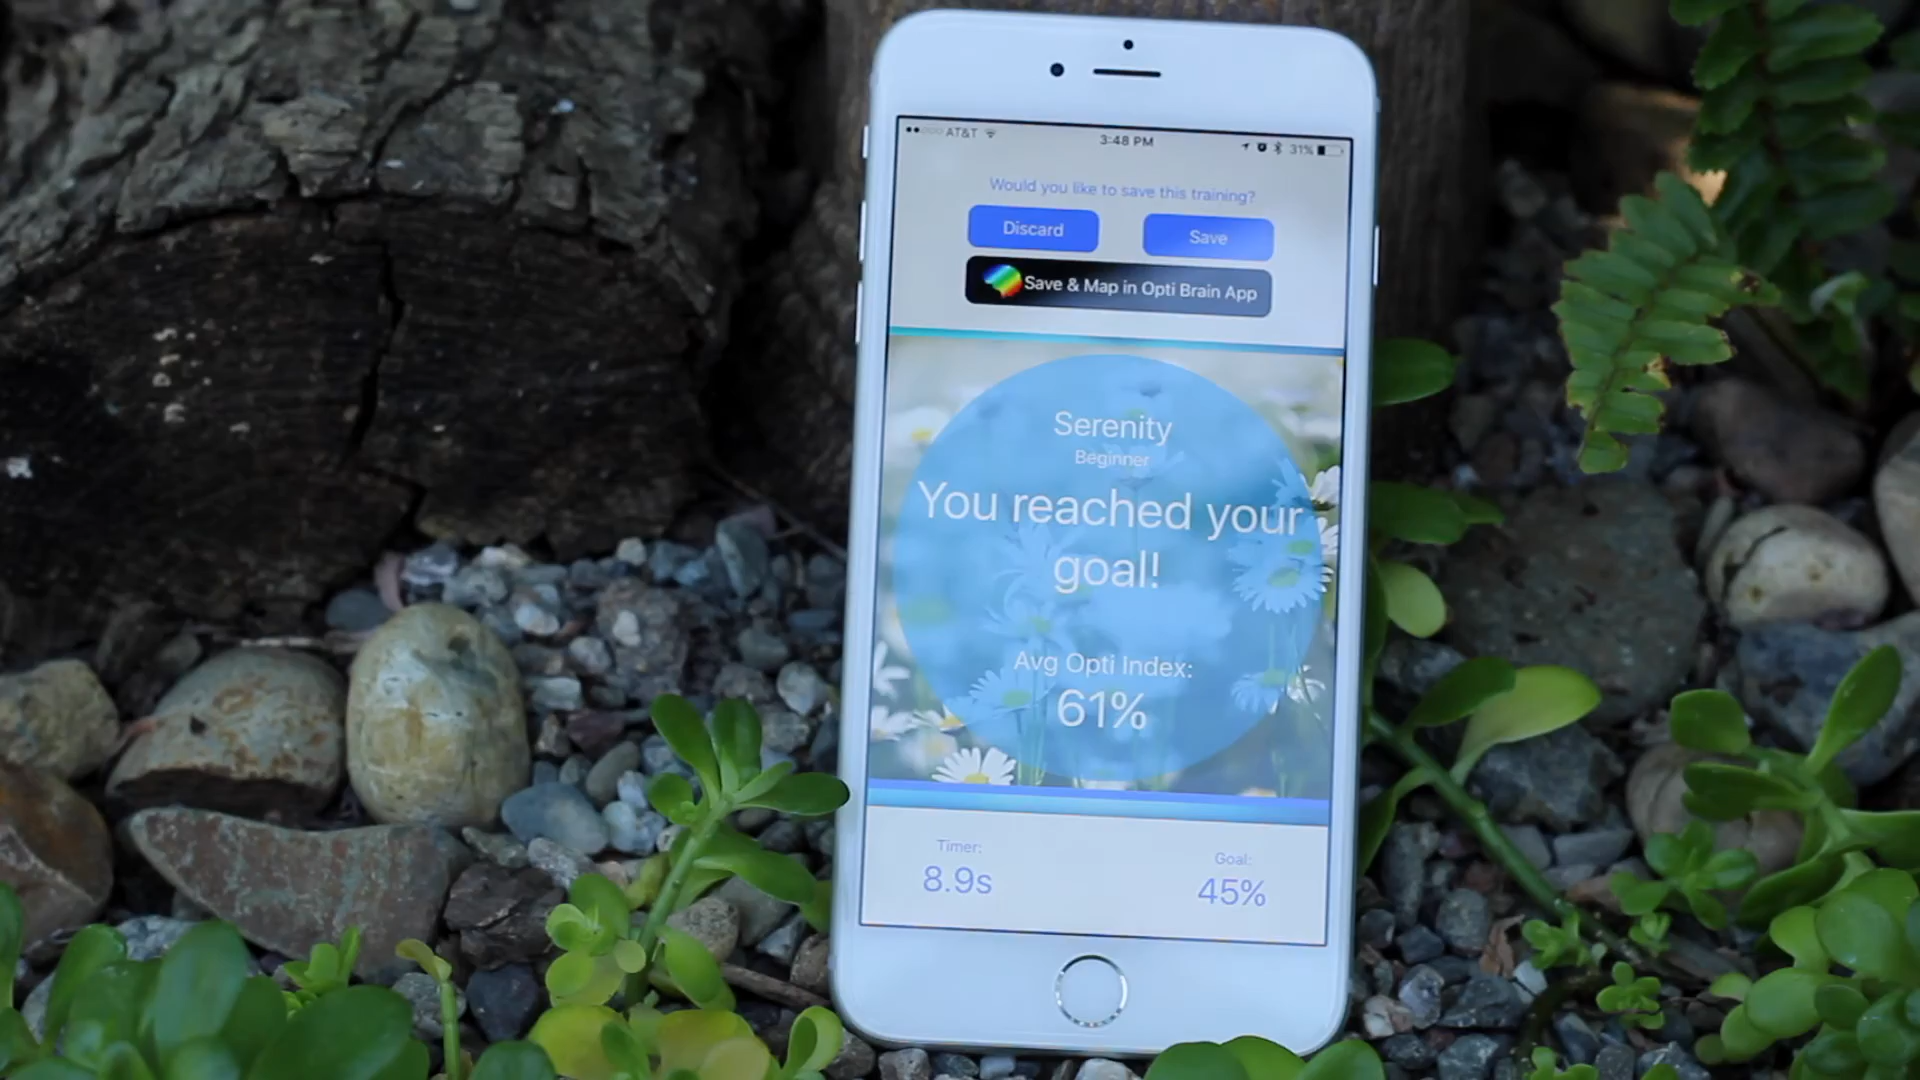 AT&T 3:48 PM 31%
Would you like to save this training?
Discard Save
Save & Map in Opti Brain App
Serenity
Beginner
You reached your
goal!
Avg Opti Index:
61%
Timer: Goal:
8.9s 45%